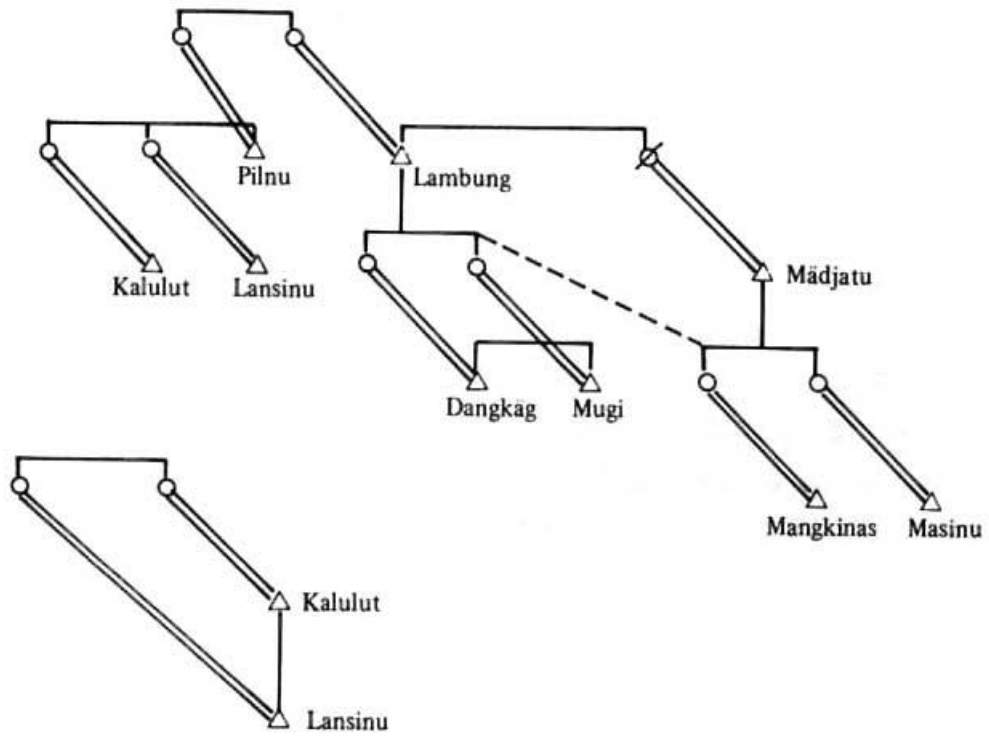 Pilnu
Lambung
Kalulut
Lansinu
Mädjatu
Dangkäg
Mugi
Mangkinas
Masinu
Kalulut
Lansinu